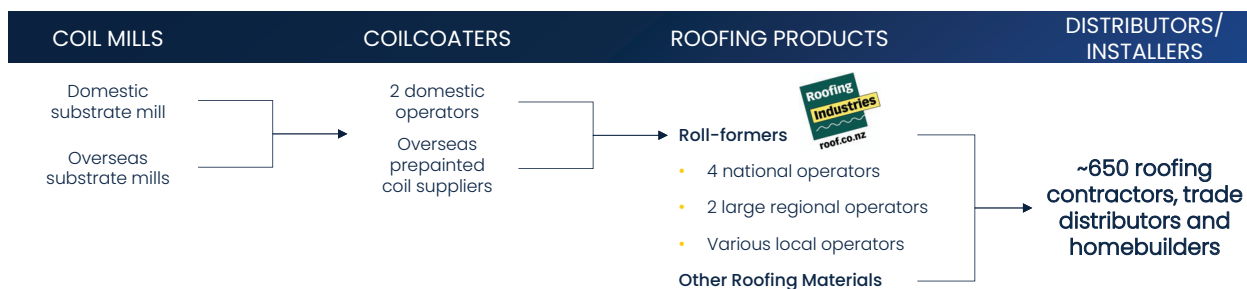 COIL MILLS
COILCOATERS
ROOFING PRODUCTS
DISTRIBUTORS/
INSTALLERS
Domestic
substrate mill
Overseas
substrate mills
2 domestic
operators
Overseas
prepainted
coil suppliers
Roofing
Industries
roof.co.nz
Roll-formers
• 4 national operators
• 2 large regional operators
• Various local operators
Other Roofing Materials
~650 roofing
contractors, trade
distributors and
homebuilders